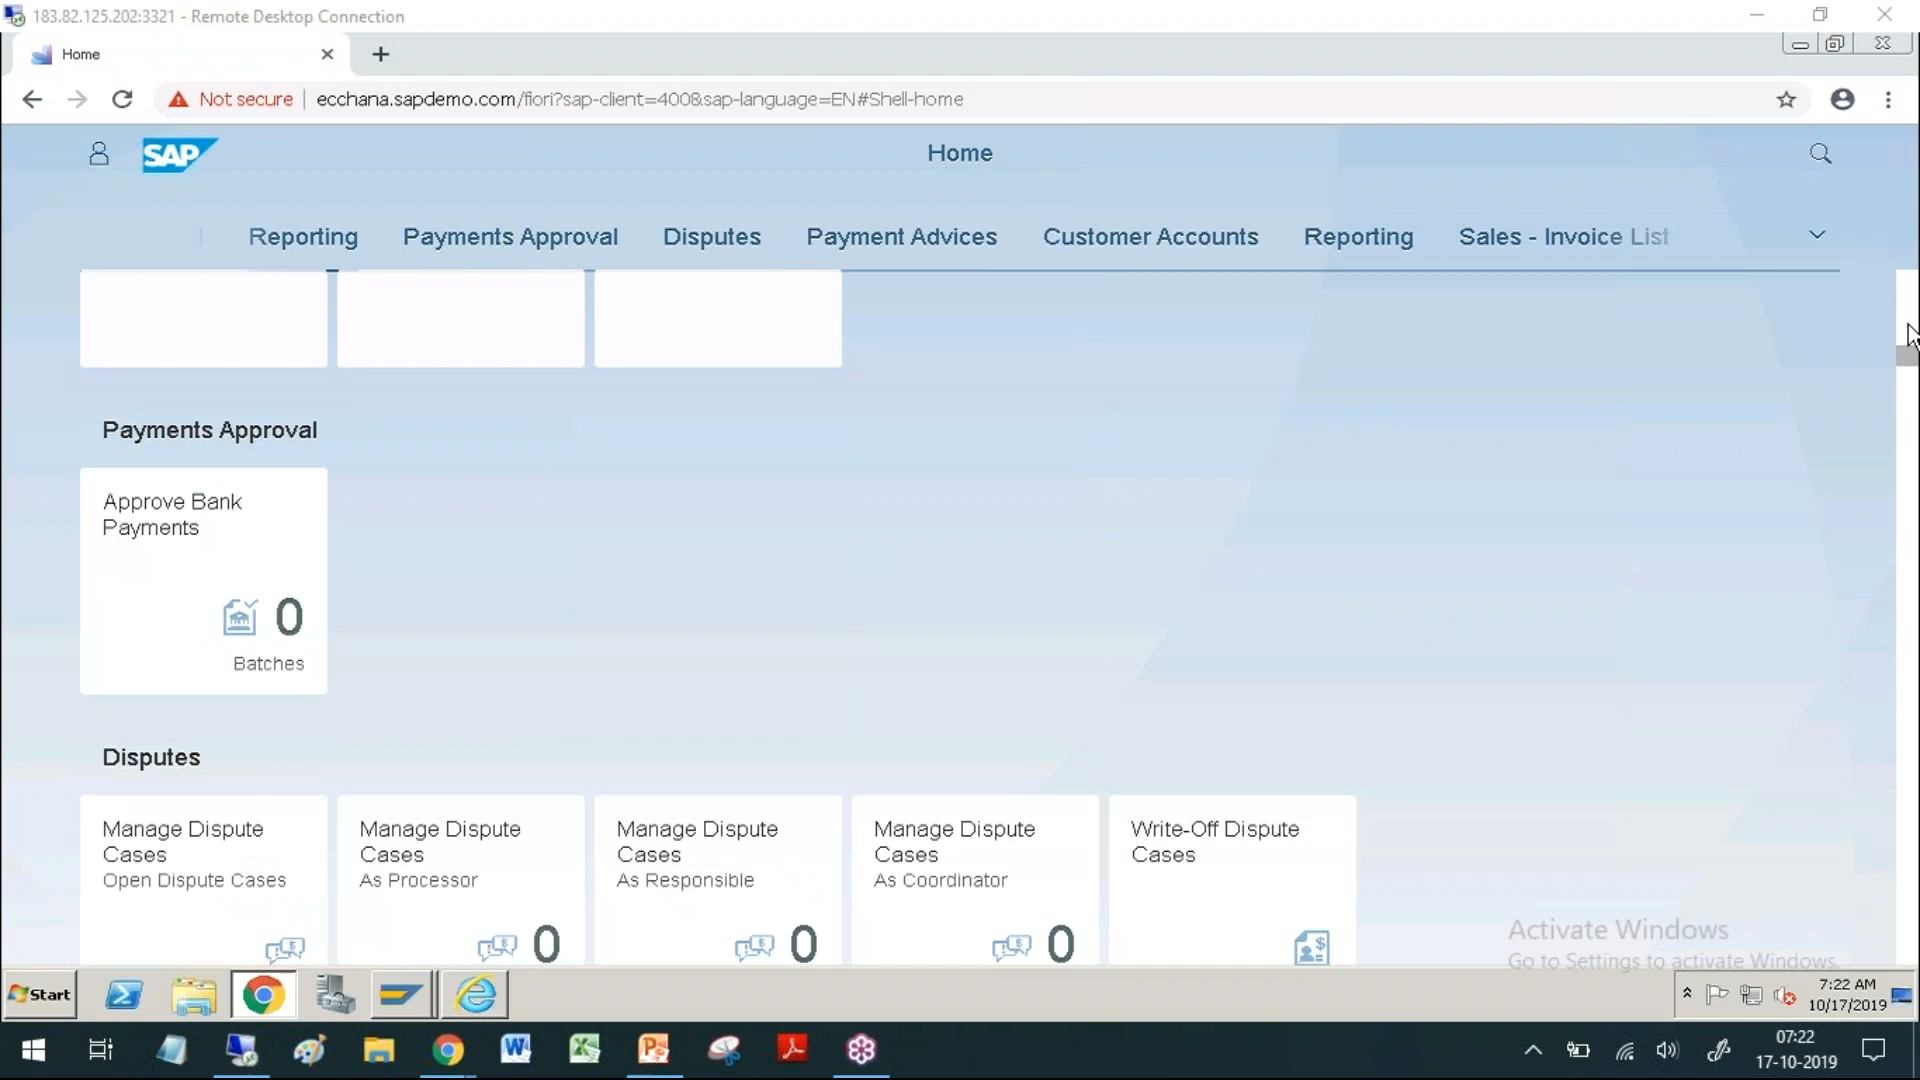 183.82.125.202:3321 - Remote Desktop Connection
Home
Not secure
ecchana.sapdemo.com/fiori?sap-client=400&sap-language=EN#Shell-home
SAP
Home
Reporting
Payments Approval
Disputes
Payment Advices
Customer Accounts
Reporting
Sales - Invoice List
Payments Approval
Approve Bank
Payments
0
Batches
Disputes
Manage Dispute
Cases
Open Dispute Cases
Manage Dispute
Cases
As Processor
0
Manage Dispute
Cases
As Responsible
0
Manage Dispute
Cases
As Coordinator
0
Write-Off Dispute
Cases
Activate Windows
Go to Settings to activate Windows.
Start
7:22 AM
10/17/2019
07:22
17-10-2019